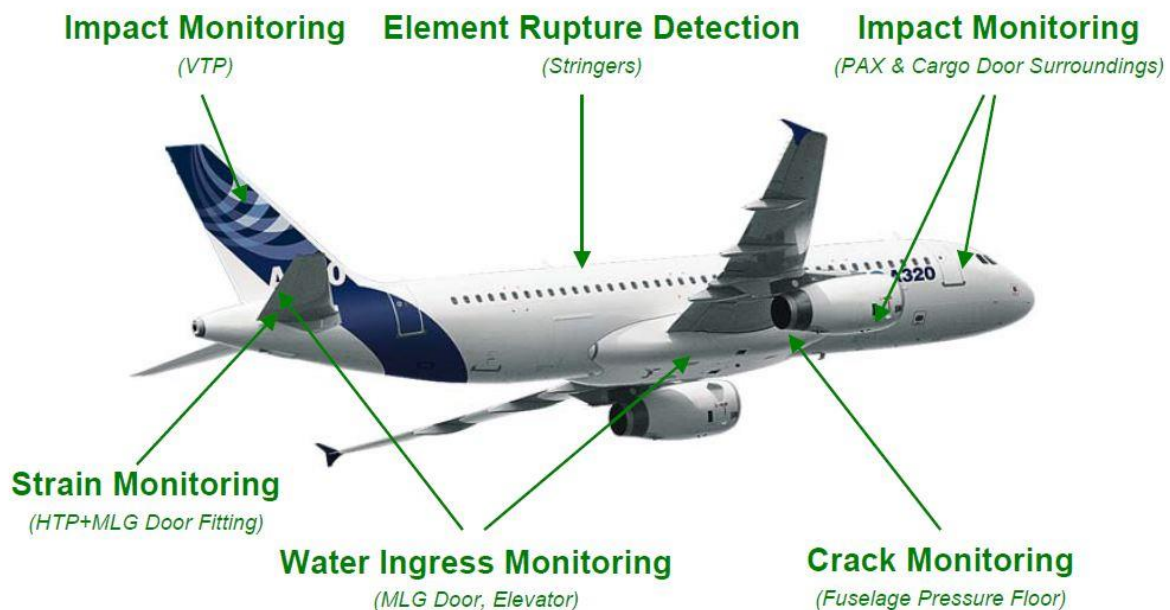 Impact Monitoring
(VTP)
Element Rupture Detection
(Stringers)
Impact Monitoring
(PAX & Cargo Door Surroundings)
A320
Strain Monitoring
(HTP+MLG Door Fitting)
Water Ingress Monitoring
(MLG Door, Elevator)
Crack Monitoring
(Fuselage Pressure Floor)